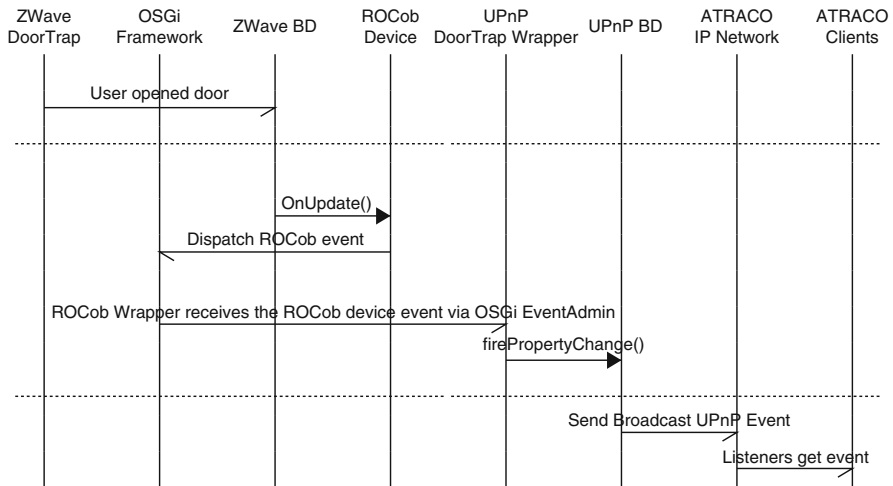 ZWave
DoorTrap
OSGi
Framework
ZWave BD
ROCob
Device
UPnP
DoorTrap Wrapper
UPnP BD
ATRACO
IP Network
ATRACO
Clients
User opened door
OnUpdate()
Dispatch ROCob event
ROCob Wrapper receives the ROCob device event via OSGi EventAdmin
firePropertyChange()
Send Broadcast UPnP Event
Listeners get event